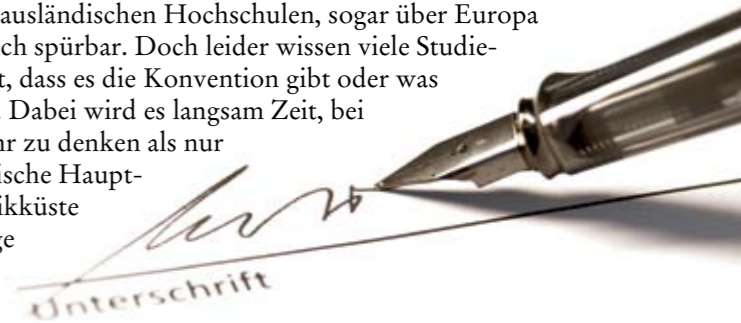 ausländischen Hochschulen, sogar über Europa
ch spürbar. Doch leider wissen viele Studie-
t, dass es die Konvention gibt oder was
. Dabei wird es langsam Zeit, bei
hr zu denken als nur
ische Haupt-
ikküste
ge
Unterschrift